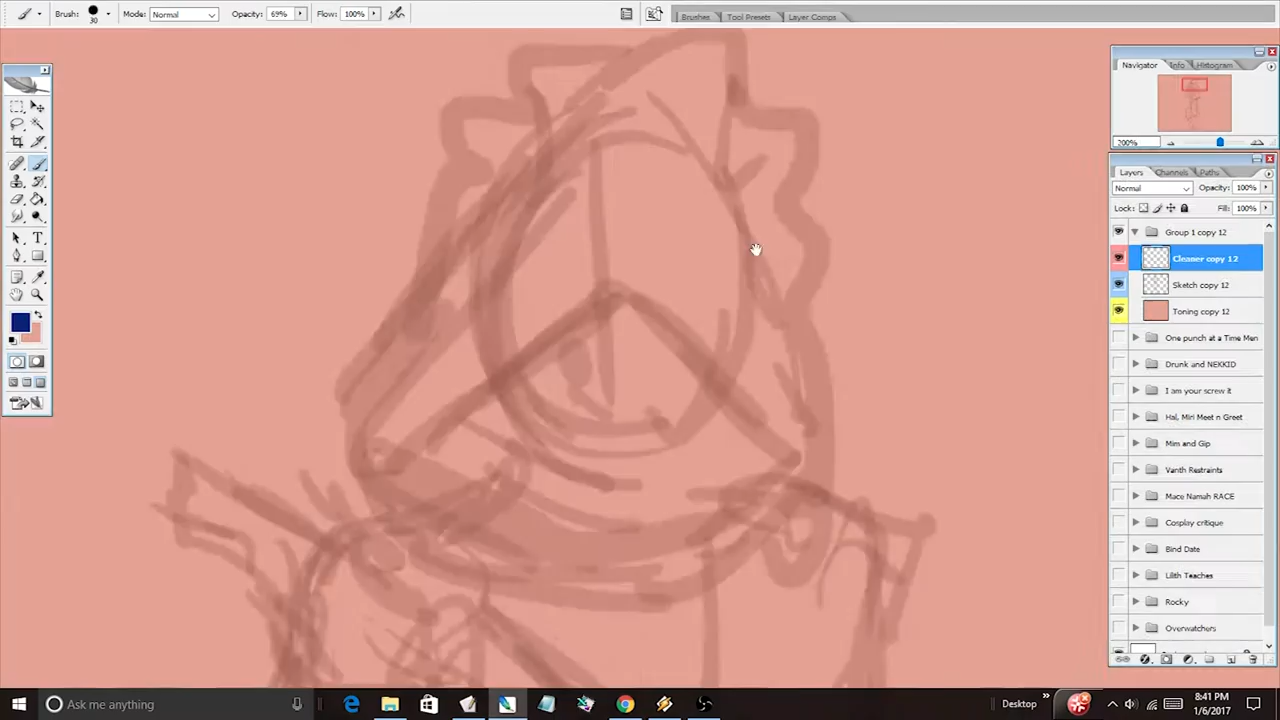 Brush: 30 Mode: Normal Opacity: 69% Flow: 100%
Brushes Tool Presets Layer Comps
Navigator Info Histogram
200%
Layers Channels Paths
Normal Opacity: 100%
Lock: Fill: 100%
Group 1 copy 12
Cleaner copy 12
Sketch copy 12
Toning copy 12
One punch at a Time Men
Drunk and NEKKID
I am your screw it
Hal, Miri Meet n Greet
Mim and Gip
Vanth Restraints
Mace Namah RACE
Cosplay critique
Bind Date
Lilith Teaches
Rocky
Overwatchers
Ask me anything
Desktop
8:41 PM
1/6/2017